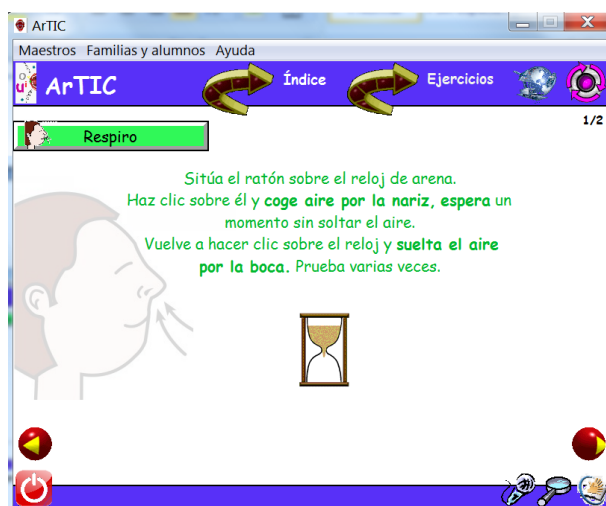 ArTIC
Maestros Familias y alumnos Ayuda
ArTIC
Índice
Ejercicios
1/2
Respiro
Sitúa el ratón sobre el reloj de arena.
Haz clic sobre él y coge aire por la nariz, espera un
momento sin soltar el aire.
Vuelve a hacer clic sobre el reloj y suelta el aire
por la boca. Prueba varias veces.